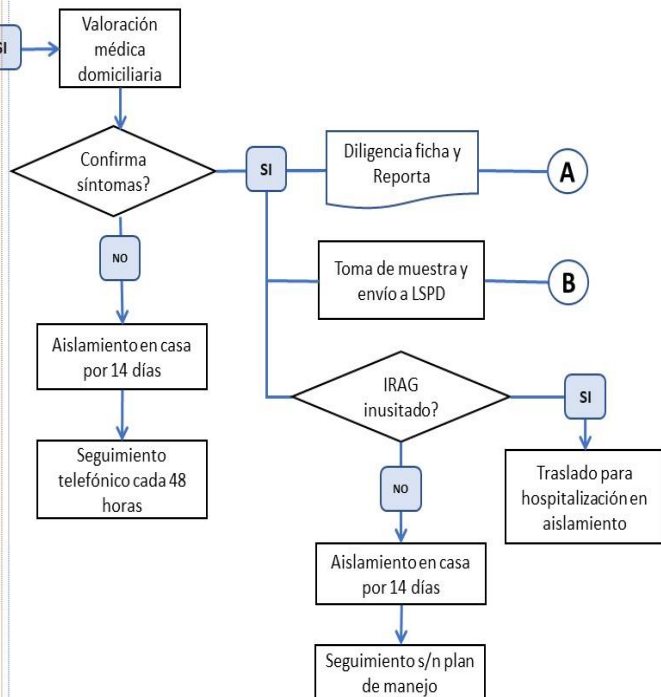 SI
Valoración
médica
domiciliaria
Confirma
síntomas?
SI
Diligencia ficha y
Reporta
A
NO
Toma de muestra y
envío a LSPD
B
Aislamiento en casa
por 14 días
IRAG
inusitado?
SI
Seguimiento
telefónico cada 48
horas
NO
Traslado para
hospitalización en
aislamiento
Aislamiento en casa
por 14 días
Seguimiento s/n plan
de manejo